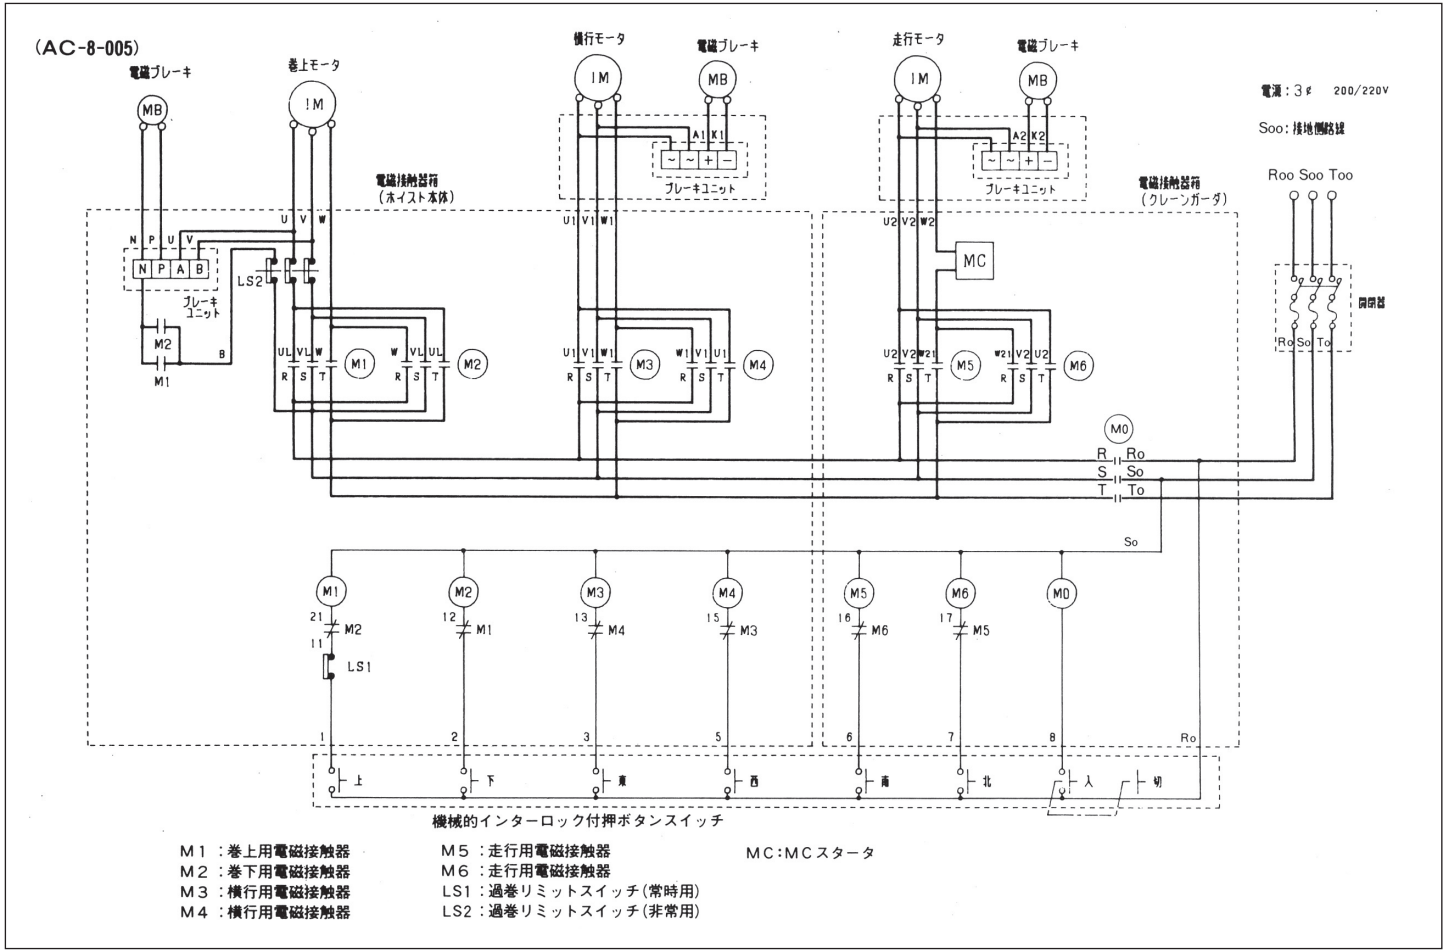 (AC-8-005)
電磁ブレーキ
MB
巻上モータ
IM
横行モータ
IM
電磁ブレーキ
MB
走行モータ
IM
電磁ブレーキ
MB
電源:3φ 200/220V
Soo:接地側路線
Roo Soo Too
A1 K1
~ ~ + −
ブレーキユニット
A2 K2
~ ~ + −
ブレーキユニット
電磁接触器箱
(ホイスト本体)
電磁接触器箱
(クレーンガーダ)
U V W
U1 V1 W1
U2 V2 W2
N P U V
N P A B
ブレーキ
ユニット
LS2
MC
開閉器
Ro So To
M2
M1
B
UL VL W
R S T
M1
W VL UL
R S T
M2
U1 V1 W1
R S T
M3
W1 V1 U1
R S T
M4
U2 V2 W21
R S T
M5
W21 V2 U2
R S T
M6
M0
R Ro
S So
T To
So
M1
M2
M3
M4
M5
M6
M0
21 M2
12 M1
13 M4
15 M3
16 M6
17 M5
11
LS1
1
2
3
5
6
7
8
Ro
上
下
東
西
南
北
入
切
機械的インターロック付押ボタンスイッチ
M1:巻上用電磁接触器
M2:巻下用電磁接触器
M3:横行用電磁接触器
M4:横行用電磁接触器
M5:走行用電磁接触器
M6:走行用電磁接触器
LS1:過巻リミットスイッチ(常時用)
LS2:過巻リミットスイッチ(非常用)
MC:MCスタータ